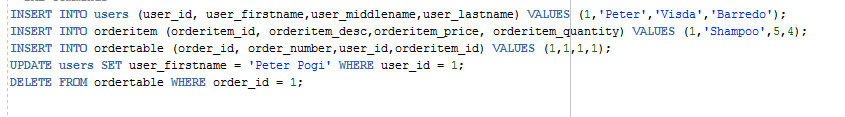 INSERT INTO users (user_id, user_firstname,user_middlename,user_lastname) VALUES (1,'Peter','Visda','Barredo');
INSERT INTO orderitem (orderitem_id, orderitem_desc,orderitem_price, orderitem_quantity) VALUES (1,'Shampoo',5,4);
INSERT INTO ordertable (order_id, order_number,user_id,orderitem_id) VALUES (1,1,1,1);
UPDATE users SET user_firstname = 'Peter Pogi' WHERE user_id = 1;
DELETE FROM ordertable WHERE order_id = 1;